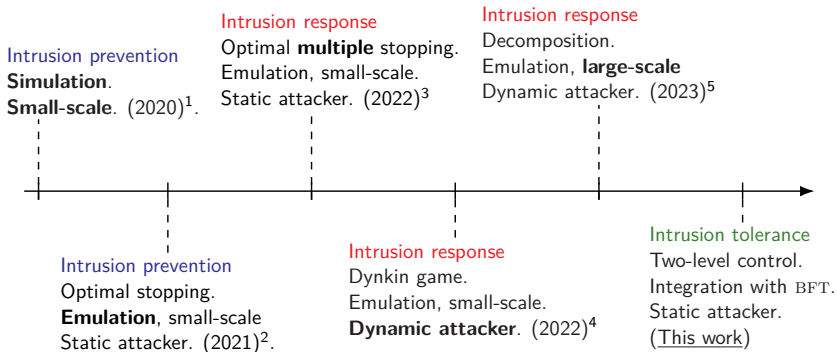 Intrusion prevention
Simulation.
Small-scale. (2020)¹.
Intrusion prevention
Optimal stopping.
Emulation, small-scale
Static attacker. (2021)².
Intrusion response
Optimal multiple stopping.
Emulation, small-scale.
Static attacker. (2022)³
Intrusion response
Dynkin game.
Emulation, small-scale.
Dynamic attacker. (2022)⁴
Intrusion response
Decomposition.
Emulation, large-scale
Dynamic attacker. (2023)⁵
Intrusion tolerance
Two-level control.
Integration with BFT.
Static attacker.
(This work)